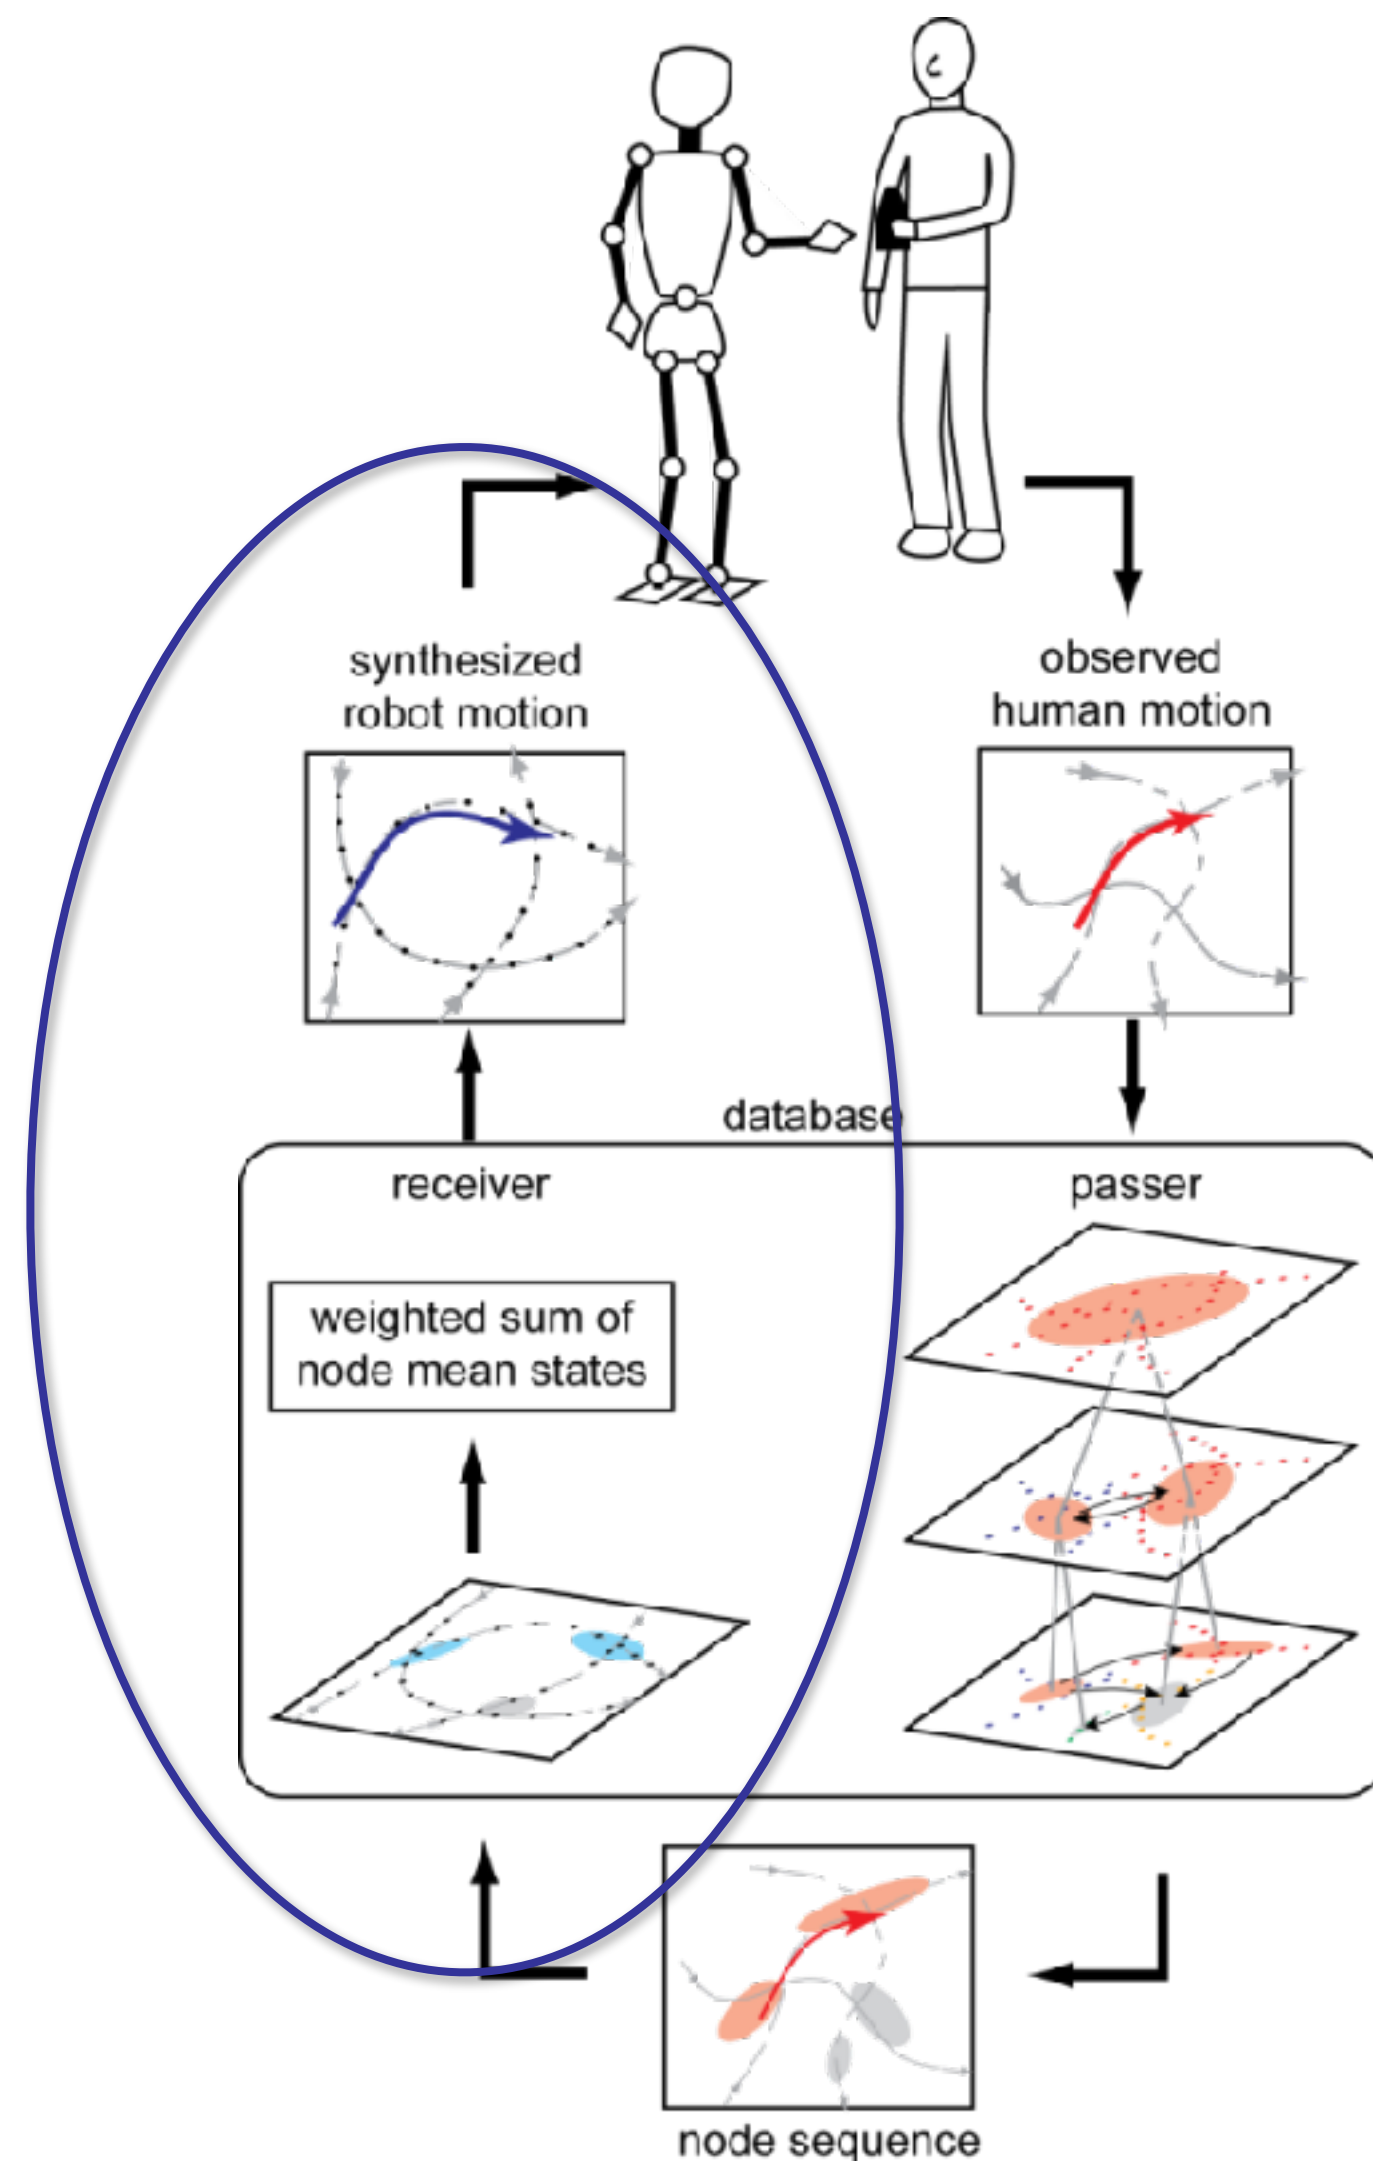 synthesized
robot motion
observed
human motion
database
receiver
passer
weighted sum of
node mean states
node sequence